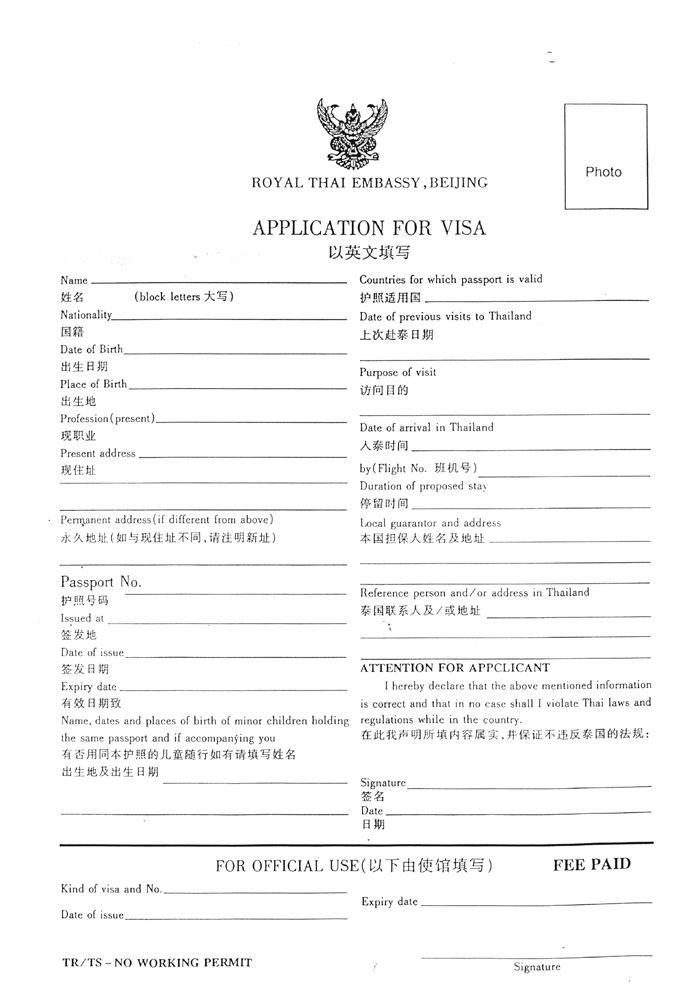 Photo
ROYAL THAI EMBASSY, BEIJING
APPLICATION FOR VISA
以英文填写
Name
姓名 (block letters 大写)
Nationality
国籍
Date of Birth
出生日期
Place of Birth
出生地
Profession(present)
现职业
Present address
现住址
Permanent address(if different from above)
永久地址(如与现住址不同,请注明新址)
Passport No.
护照号码
Issued at
签发地
Date of issue
签发日期
Expiry date
有效日期致
Name, dates and places of birth of minor children holding
the same passport and if accompanying you
有否用同本护照的儿童随行如有请填写姓名
出生地及出生日期
Countries for which passport is valid
护照适用国
Date of previous visits to Thailand
上次赴泰日期
Purpose of visit
访问目的
Date of arrival in Thailand
入泰时间
by(Flight No. 班机号)
Duration of proposed stay
停留时间
Local guarantor and address
本国担保人姓名及地址
Reference person and/or address in Thailand
泰国联系人及/或地址
ATTENTION FOR APPCLICANT
I hereby declare that the above mentioned information
is correct and that in no case shall I violate Thai laws and
regulations while in the country.
在此我声明所填内容属实,并保证不违反泰国的法规:
Signature
签名
Date
日期
FOR OFFICIAL USE(以下由使馆填写) FEE PAID
Kind of visa and No.
Expiry date
Date of issue
TR/TS – NO WORKING PERMIT
Signature